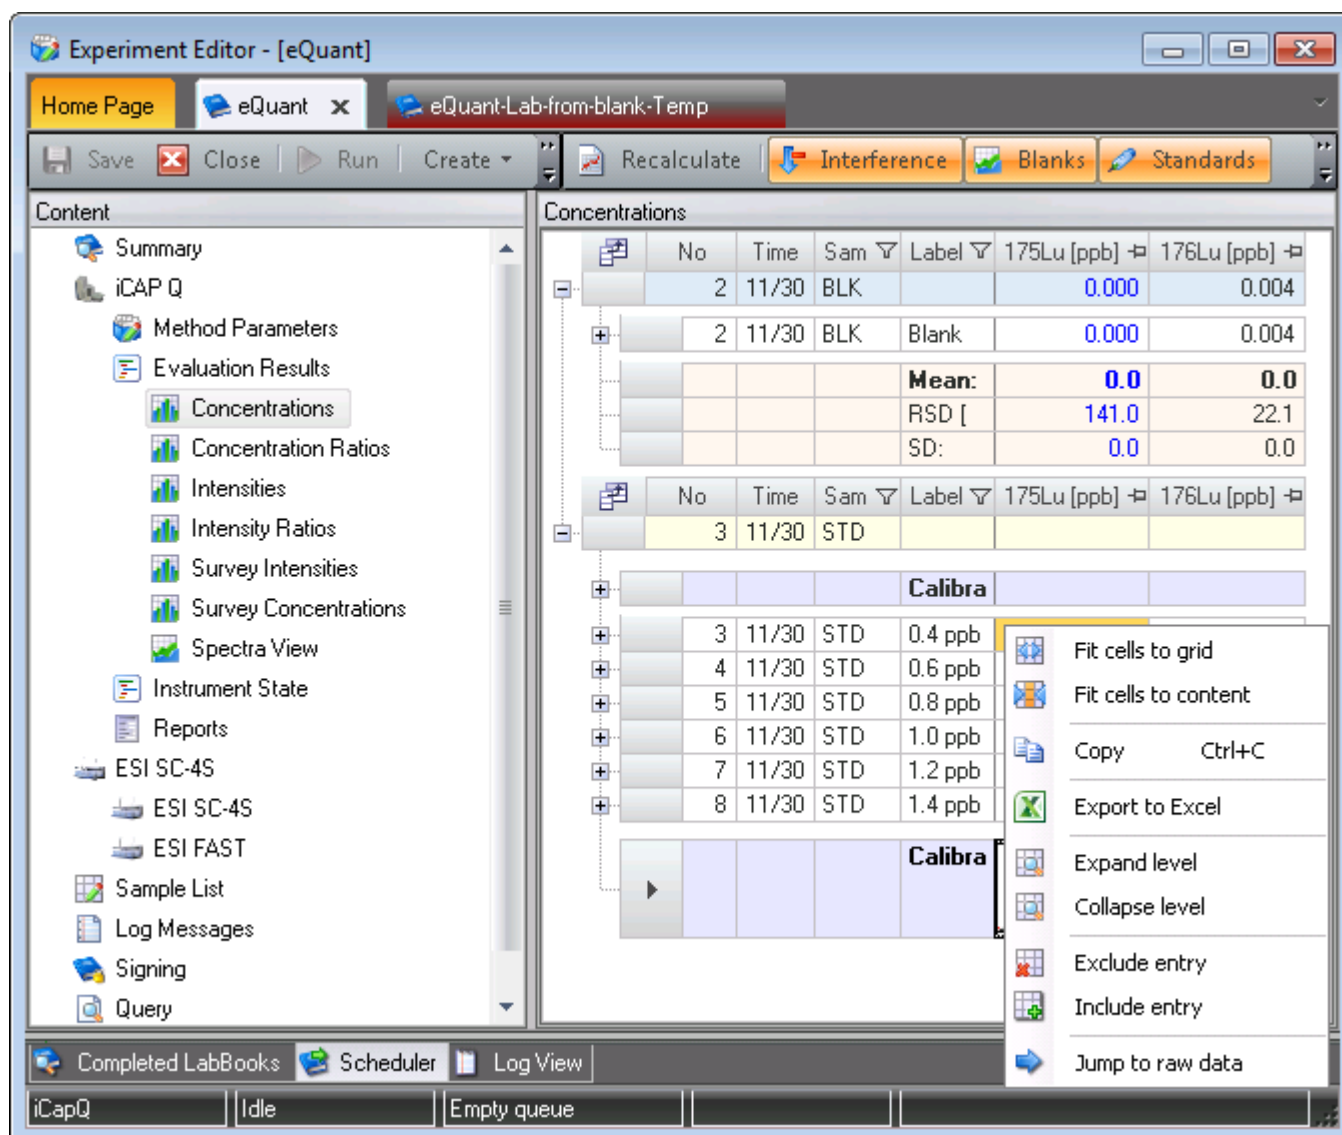 Experiment Editor - [eQuant]
Home Page eQuant x eQuant-Lab-from-blank-Temp
Save Close Run Create Recalculate Interference Blanks Standards
Content
Summary
iCAP Q
Method Parameters
Evaluation Results
Concentrations
Concentration Ratios
Intensities
Intensity Ratios
Survey Intensities
Survey Concentrations
Spectra View
Instrument State
Reports
ESI SC-4S
ESI SC-4S
ESI FAST
Sample List
Log Messages
Signing
Query
Concentrations
No Time Sam Label 175Lu [ppb] 176Lu [ppb]
2 11/30 BLK 0.000 0.004
2 11/30 BLK Blank 0.000 0.004
Mean: 0.0 0.0
RSD [ 141.0 22.1
SD: 0.0 0.0
No Time Sam Label 175Lu [ppb] 176Lu [ppb]
3 11/30 STD
Calibra
3 11/30 STD 0.4 ppb
4 11/30 STD 0.6 ppb
5 11/30 STD 0.8 ppb
6 11/30 STD 1.0 ppb
7 11/30 STD 1.2 ppb
8 11/30 STD 1.4 ppb
Calibra
Fit cells to grid
Fit cells to content
Copy Ctrl+C
Export to Excel
Expand level
Collapse level
Exclude entry
Include entry
Jump to raw data
Completed LabBooks Scheduler Log View
iCapQ Idle Empty queue